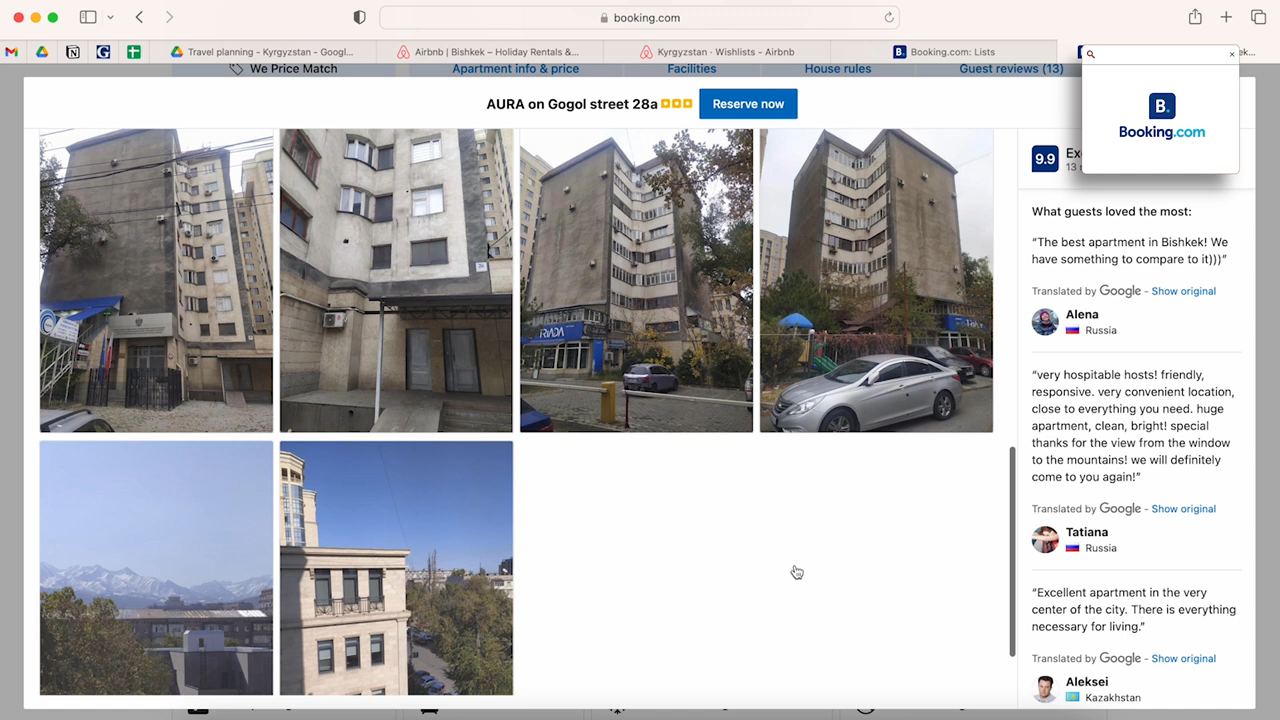 booking.com
Travel planning - Kyrgyzstan - Googl...
Airbnb | Bishkek – Holiday Rentals &...
Kyrgyzstan · Wishlists - Airbnb
Booking.com: Lists
ek...
We Price Match
Apartment info & price
Facilities
House rules
Guest reviews (13)
AURA on Gogol street 28a
Reserve now
B.
Booking.com
9.9
Ex
13 r
What guests loved the most:
“The best apartment in Bishkek! We
have something to compare to it)))”
Translated by Google - Show original
Alena
Russia
“very hospitable hosts! friendly,
responsive. very convenient location,
close to everything you need. huge
apartment, clean, bright! special
thanks for the view from the window
to the mountains! we will definitely
come to you again!”
Translated by Google - Show original
Tatiana
Russia
“Excellent apartment in the very
center of the city. There is everything
necessary for living.”
Translated by Google - Show original
Aleksei
Kazakhstan